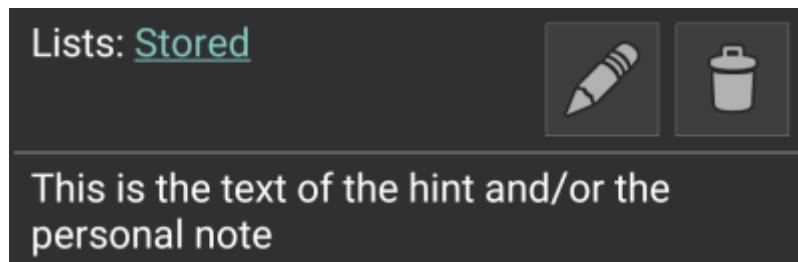 Lists: Stored
This is the text of the hint and/or the
personal note